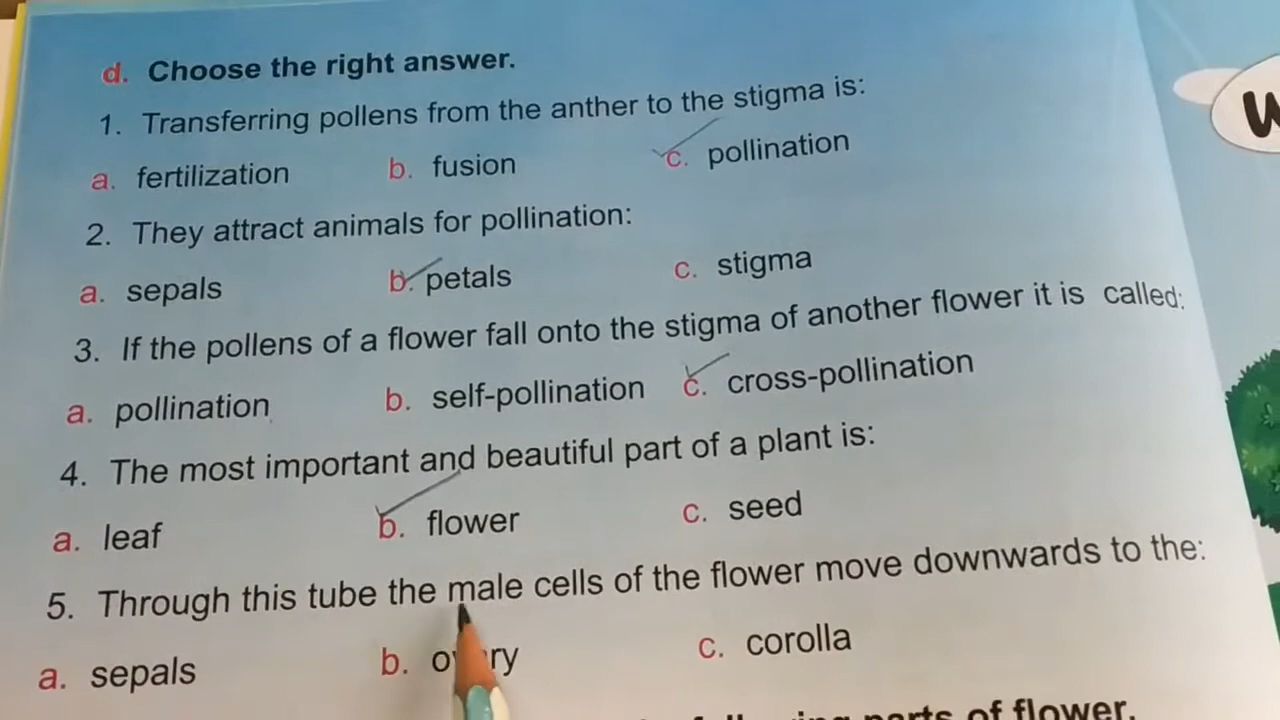 d. Choose the right answer.
1. Transferring pollens from the anther to the stigma is:
a. fertilization b. fusion c. pollination
2. They attract animals for pollination:
a. sepals b. petals c. stigma
3. If the pollens of a flower fall onto the stigma of another flower it is called:
a. pollination b. self-pollination c. cross-pollination
4. The most important and beautiful part of a plant is:
a. leaf b. flower c. seed
5. Through this tube the male cells of the flower move downwards to the:
a. sepals b. c. corolla
parts of flower.
W